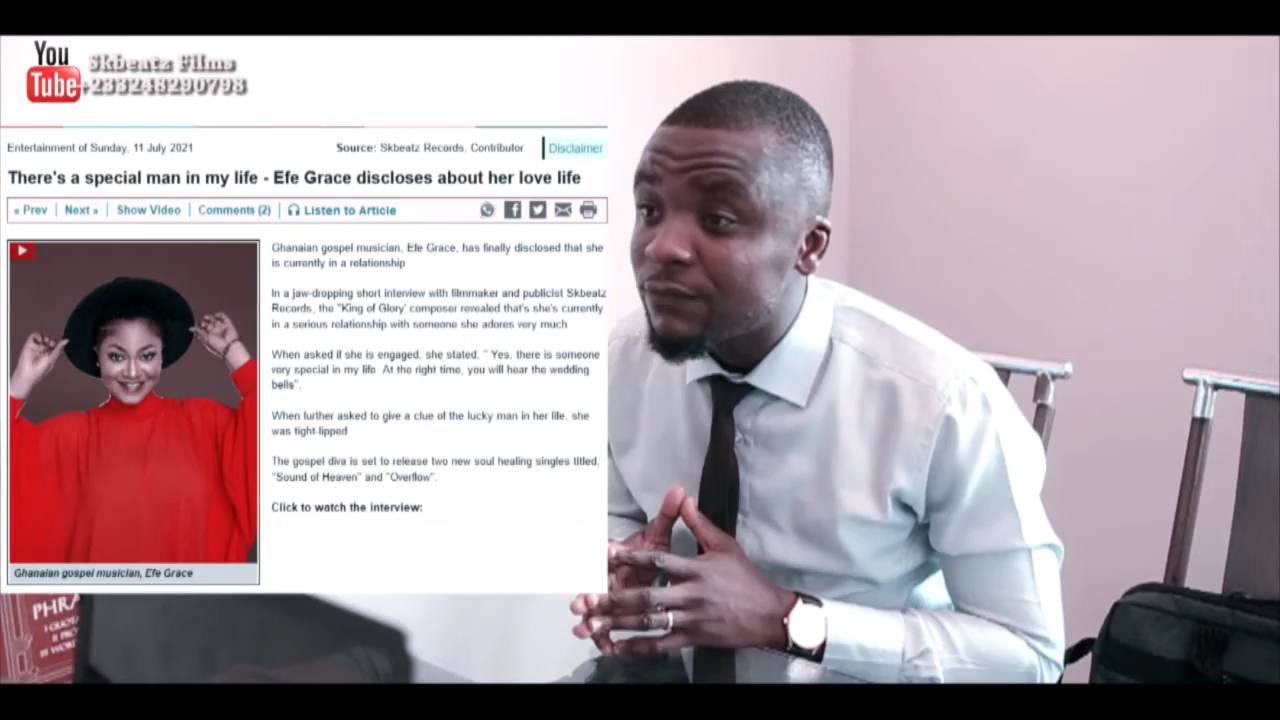 You
Tube
Skbeatz Films
+233248290798
Entertainment of Sunday, 11 July 2021
Source: Skbeatz Records, Contributor
Disclaimer
There's a special man in my life - Efe Grace discloses about her love life
« Prev
Next »
Show Video
Comments (2)
Listen to Article
Ghanaian gospel musician, Efe Grace, has finally disclosed that she
is currently in a relationship
In a jaw-dropping short interview with filmmaker and publicist Skbeatz
Records, the "King of Glory' composer revealed that's she's currently
in a serious relationship with someone she adores very much
When asked if she is engaged, she stated, " Yes, there is someone
very special in my life. At the right time, you will hear the wedding
bells".
When further asked to give a clue of the lucky man in her life, she
was tight-lipped
The gospel diva is set to release two new soul healing singles titled,
"Sound of Heaven" and "Overflow".
Click to watch the interview:
Ghanaian gospel musician, Efe Grace
PHRA